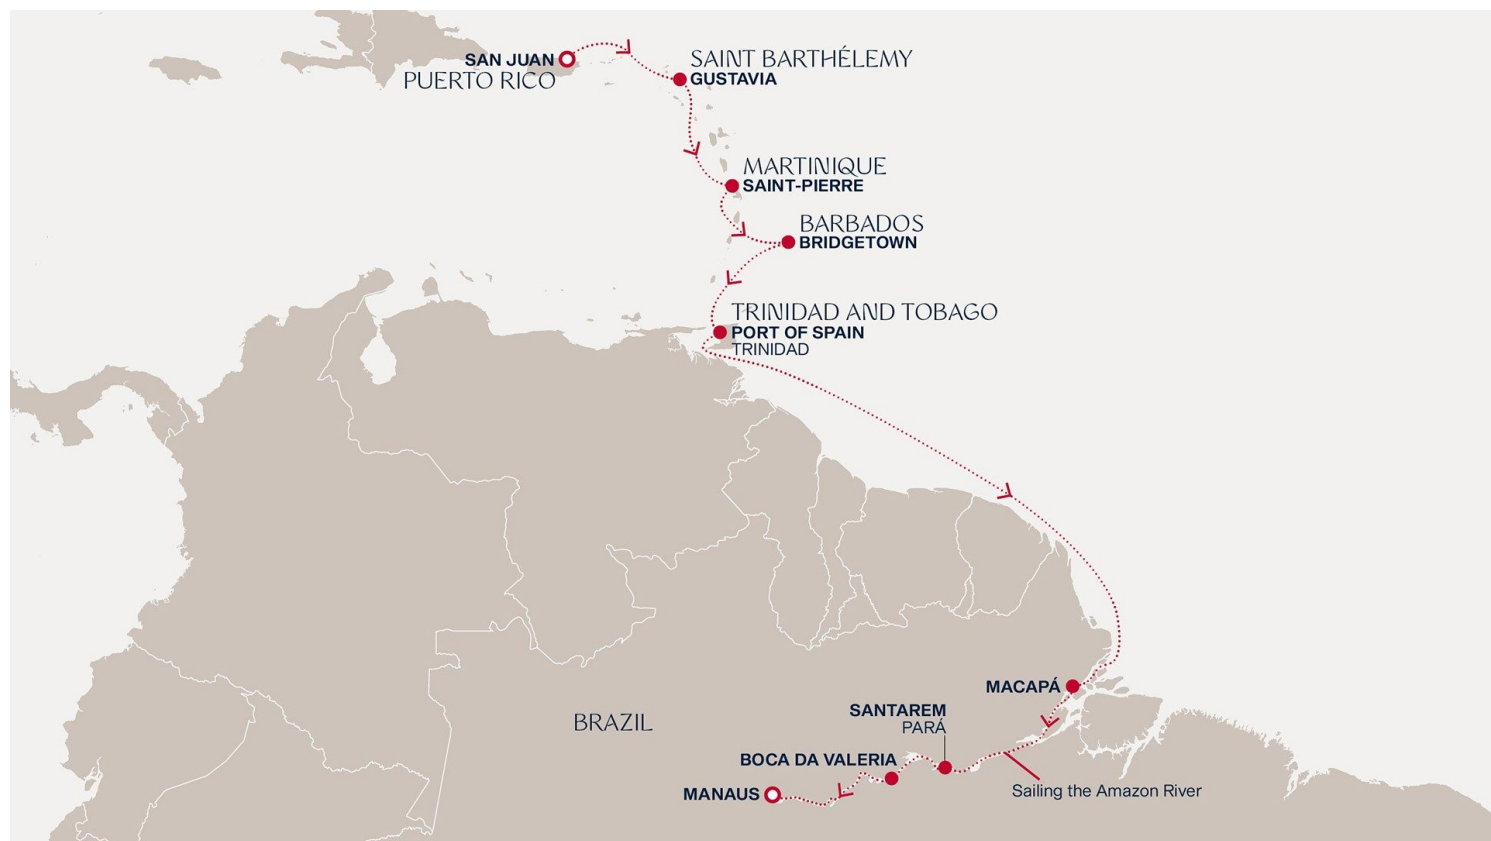 SAN JUAN
PUERTO RICO
SAINT BARTHÉLEMY
GUSTAVIA
MARTINIQUE
SAINT-PIERRE
BARBADOS
BRIDGETOWN
TRINIDAD AND TOBAGO
PORT OF SPAIN
TRINIDAD
MACAPÁ
SANTAREM
PARÁ
BRAZIL
BOCA DA VALERIA
MANAUS
Sailing the Amazon River